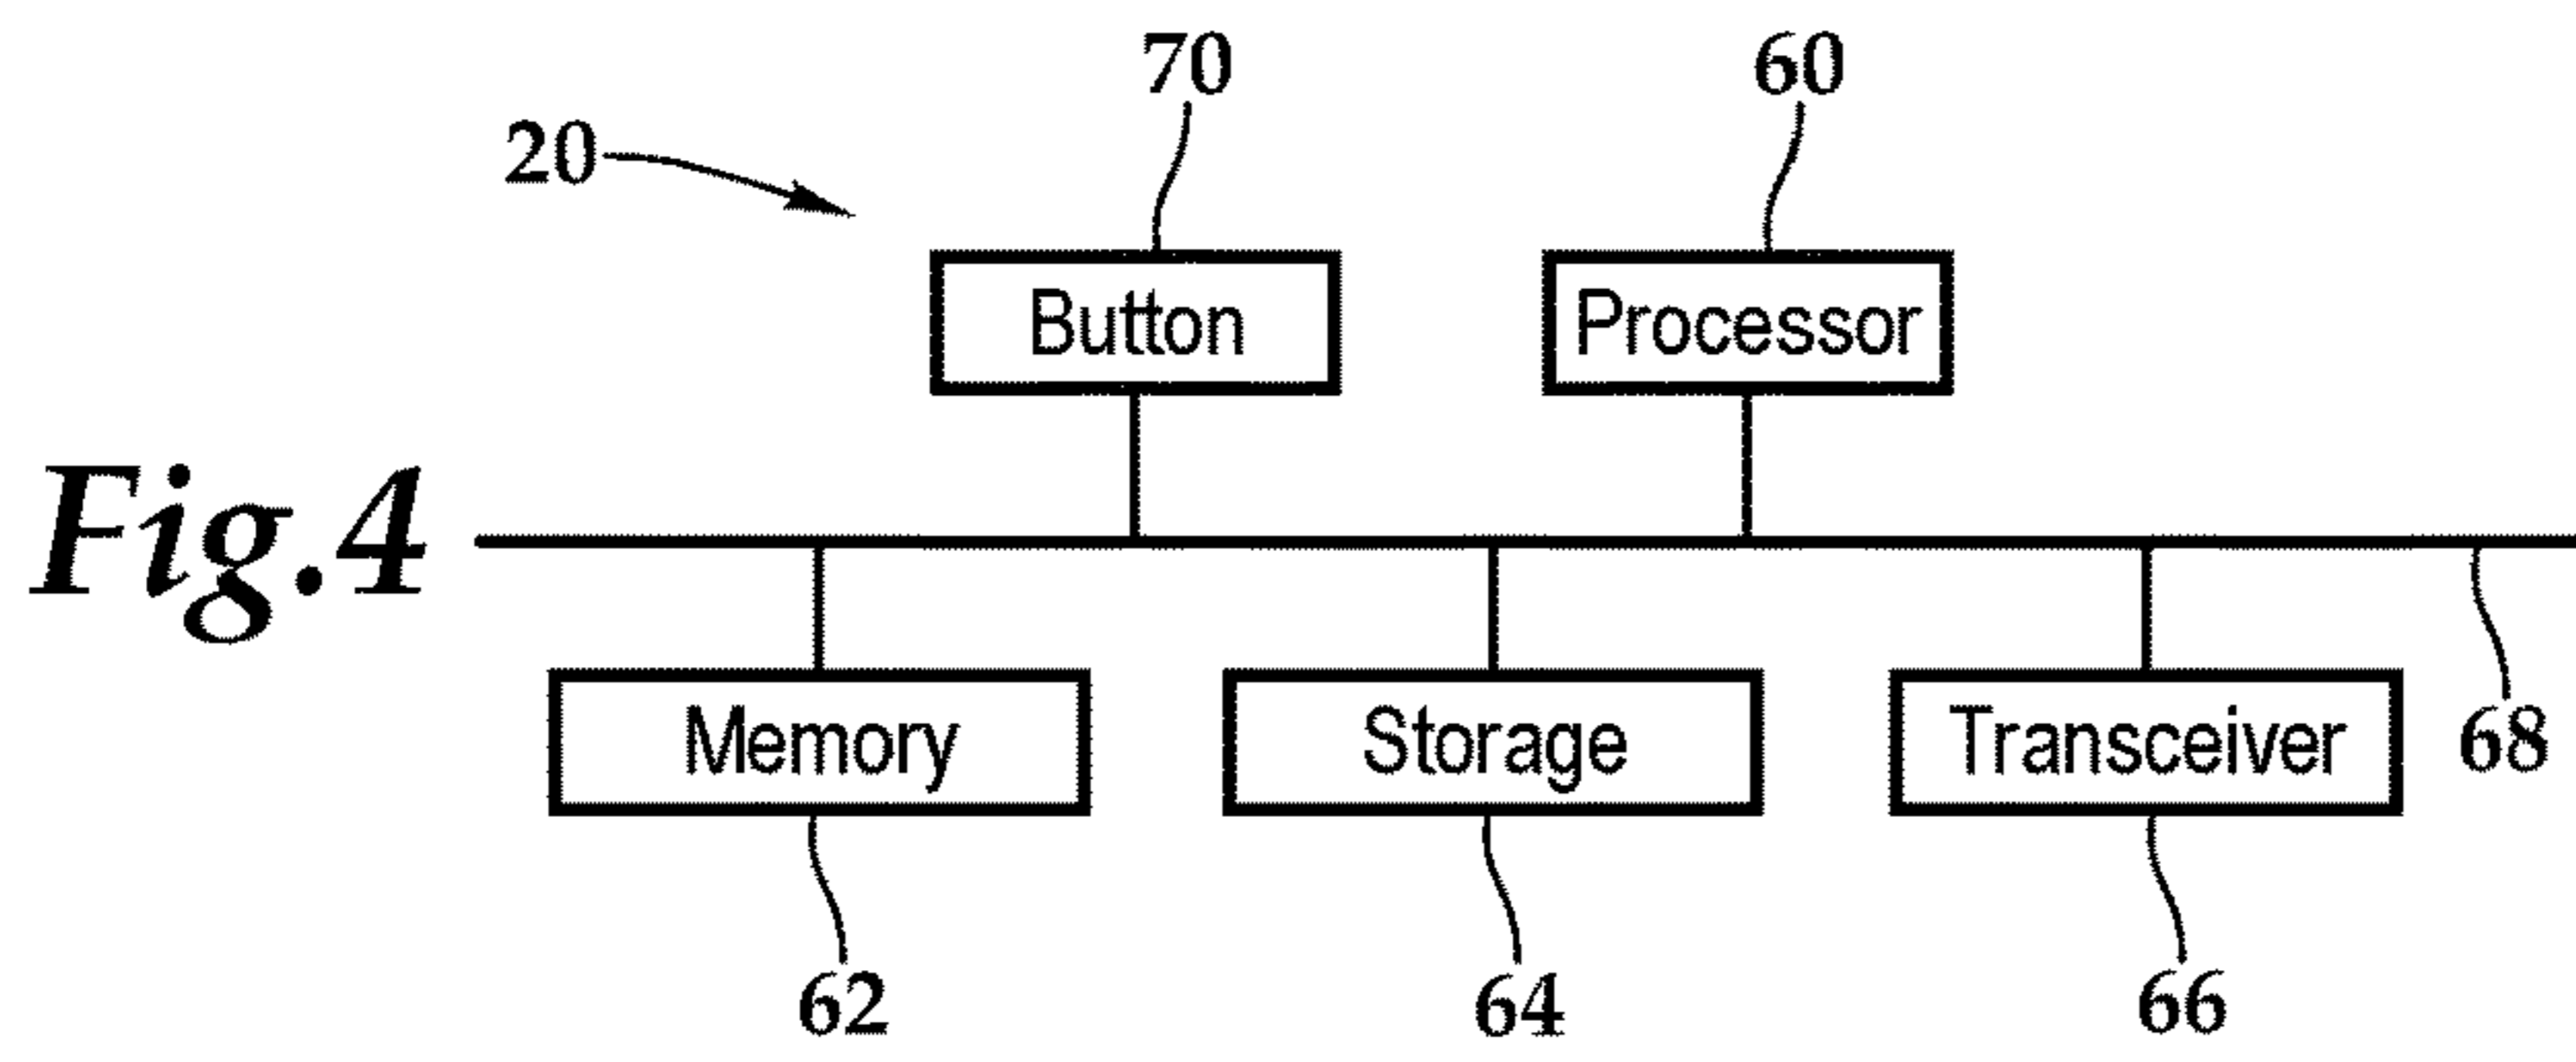 70
60
20
Button
Processor
Fig.4
Memory
Storage
Transceiver
68
62
64
66